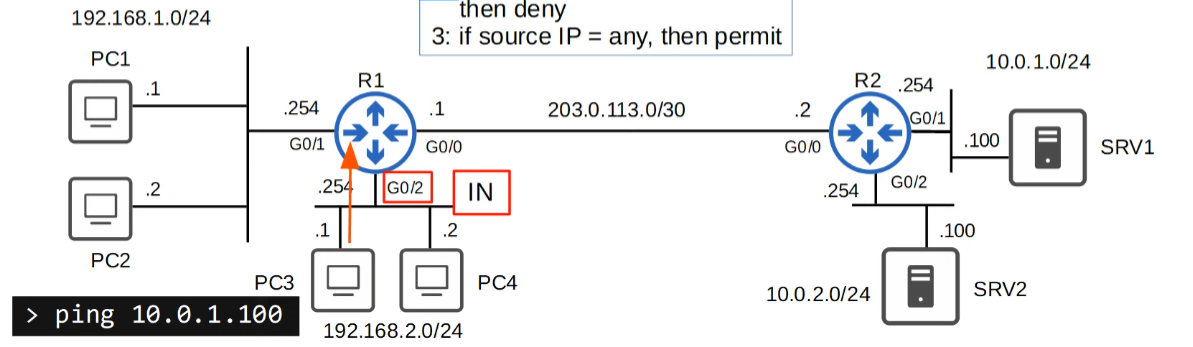 then deny
3: if source IP = any, then permit
192.168.1.0/24
PC1
.1
.2
PC2
R1
.254
G0/1
.1
G0/0
203.0.113.0/30
R2
.2
G0/0
.254
G0/1
10.0.1.0/24
.100
SRV1
.254
G0/2
IN
.1
.2
PC3
PC4
192.168.2.0/24
> ping 10.0.1.100
.254
G0/2
.100
10.0.2.0/24
SRV2